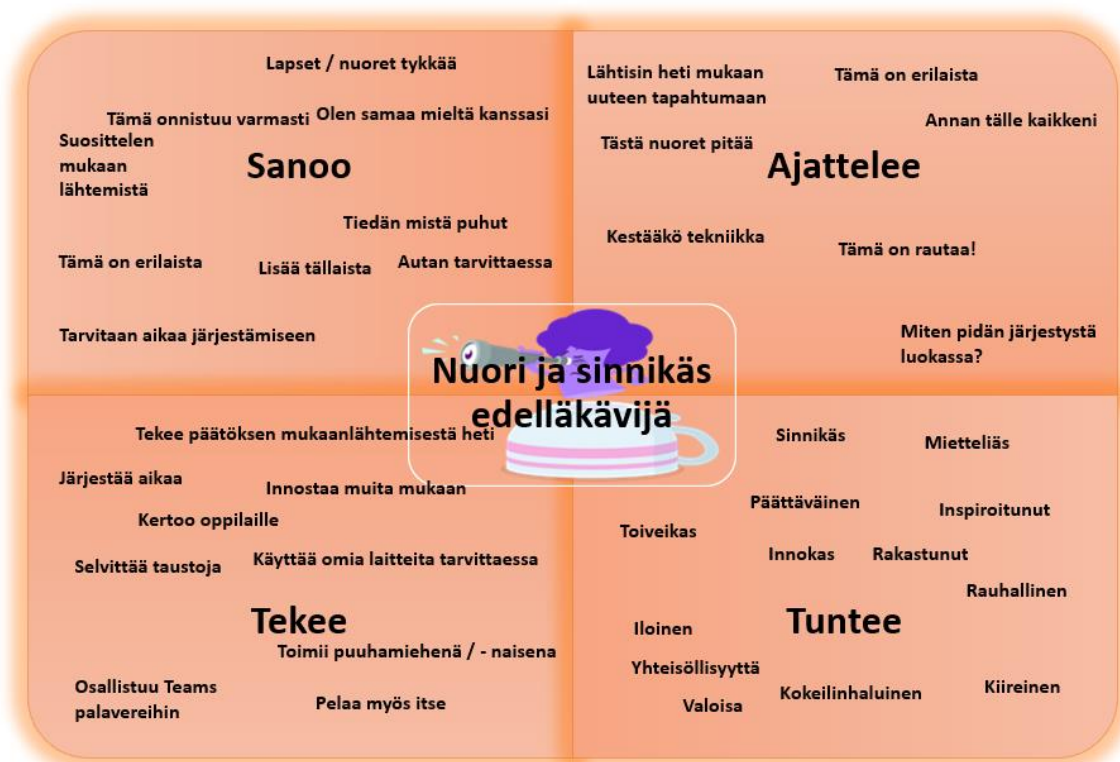 Lapset / nuoret tykkää
Tämä onnistuu varmasti
Olen samaa mieltä kanssasi
Suosittelen
mukaan
lähtemistä
Sanoo
Tiedän mistä puhut
Tämä on erilaista
Lisää tällaista
Autan tarvittaessa
Tarvitaan aikaa järjestämiseen
Lähtisin heti mukaan
uuteen tapahtumaan
Tämä on erilaista
Annan tälle kaikkeni
Tästä nuoret pitää
Ajattelee
Kestääkö tekniikka
Tämä on rautaa!
Miten pidän järjestystä
luokassa?
Nuori ja sinnikäs
edelläkävijä
Tekee päätöksen mukaanlähtemisestä heti
Järjestää aikaa
Innostaa muita mukaan
Kertoo oppilaille
Selvittää taustoja
Käyttää omia laitteita tarvittaessa
Tekee
Toimii puuhamiehenä / - naisena
Osallistuu Teams
palavereihin
Pelaa myös itse
Sinnikäs
Mietteliäs
Päättäväinen
Inspiroitunut
Toiveikas
Innokas
Rakastunut
Rauhallinen
Iloinen
Tuntee
Yhteisöllisyyttä
Kokeilinhaluinen
Kiireinen
Valoisa